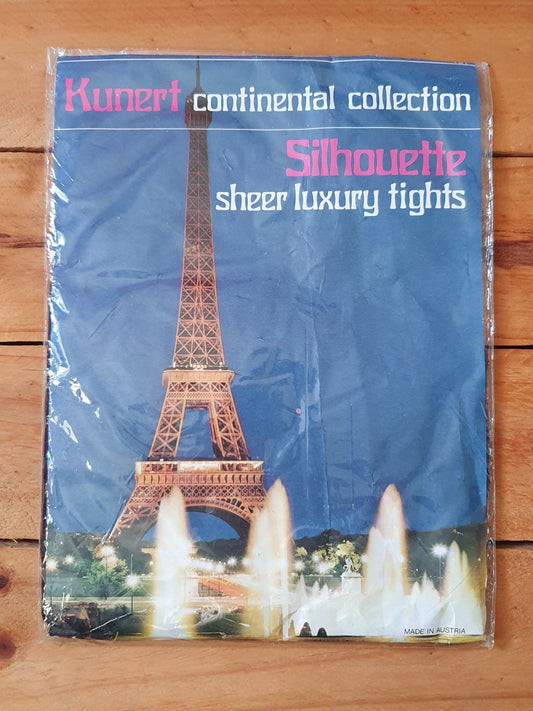 Kunert continental collection
Silhouette
sheer luxury tights
MADE IN AUSTRIA